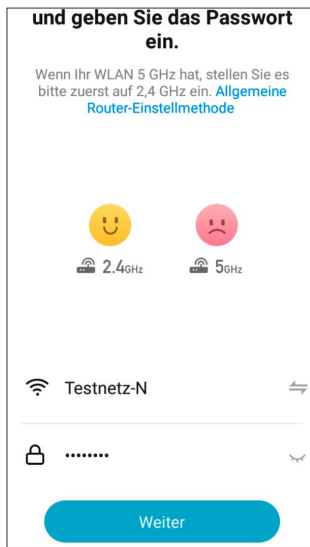 und geben Sie das Passwort
ein.
Wenn Ihr WLAN 5 GHz hat, stellen Sie es
bitte zuerst auf 2,4 GHz ein. Allgemeine
Router-Einstellmethode
2.4GHz 5GHz
Testnetz-N
••••••••
Weiter